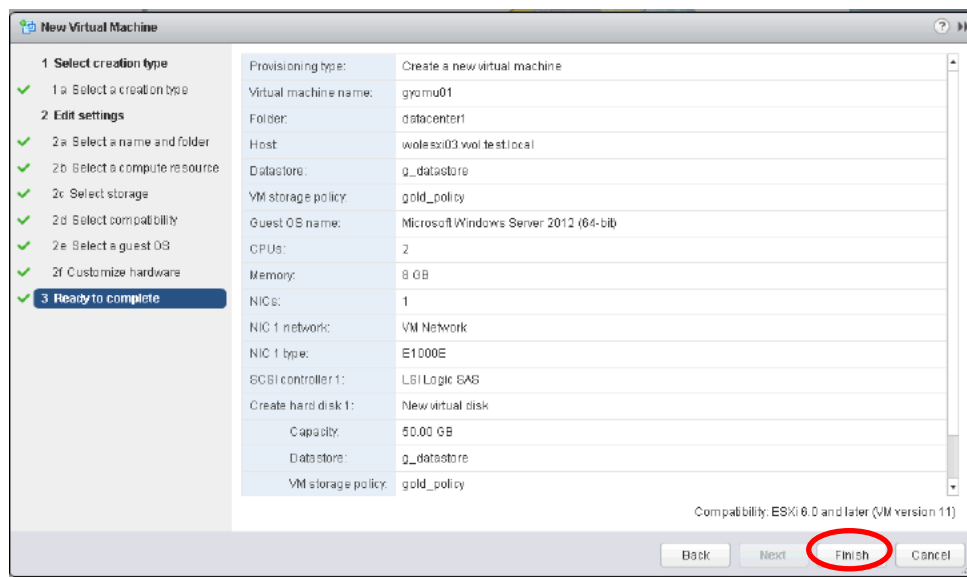 New Virtual Machine
1 Select creation type
1a Select a creation type
2 Edit settings
2a Select a name and folder
2b Select a compute resource
2c Select storage
2d Select compatibility
2e Select a guest OS
2f Customize hardware
3 Ready to complete
Provisioning type: Create a new virtual machine
Virtual machine name: gyomu01
Folder: datacenter1
Host: wolesxi03.wol.test.local
Datastore: g_datastore
VM storage policy: gold_policy
Guest OS name: Microsoft Windows Server 2012 (64-bit)
CPUs: 2
Memory: 8 GB
NICs: 1
NIC 1 network: VM Network
NIC 1 type: E1000E
SCSI controller 1: LSI Logic SAS
Create hard disk 1: New virtual disk
Capacity: 50.00 GB
Datastore: g_datastore
VM storage policy: gold_policy
Compatibility: ESXi 6.0 and later (VM version 11)
Back Next Finish Cancel